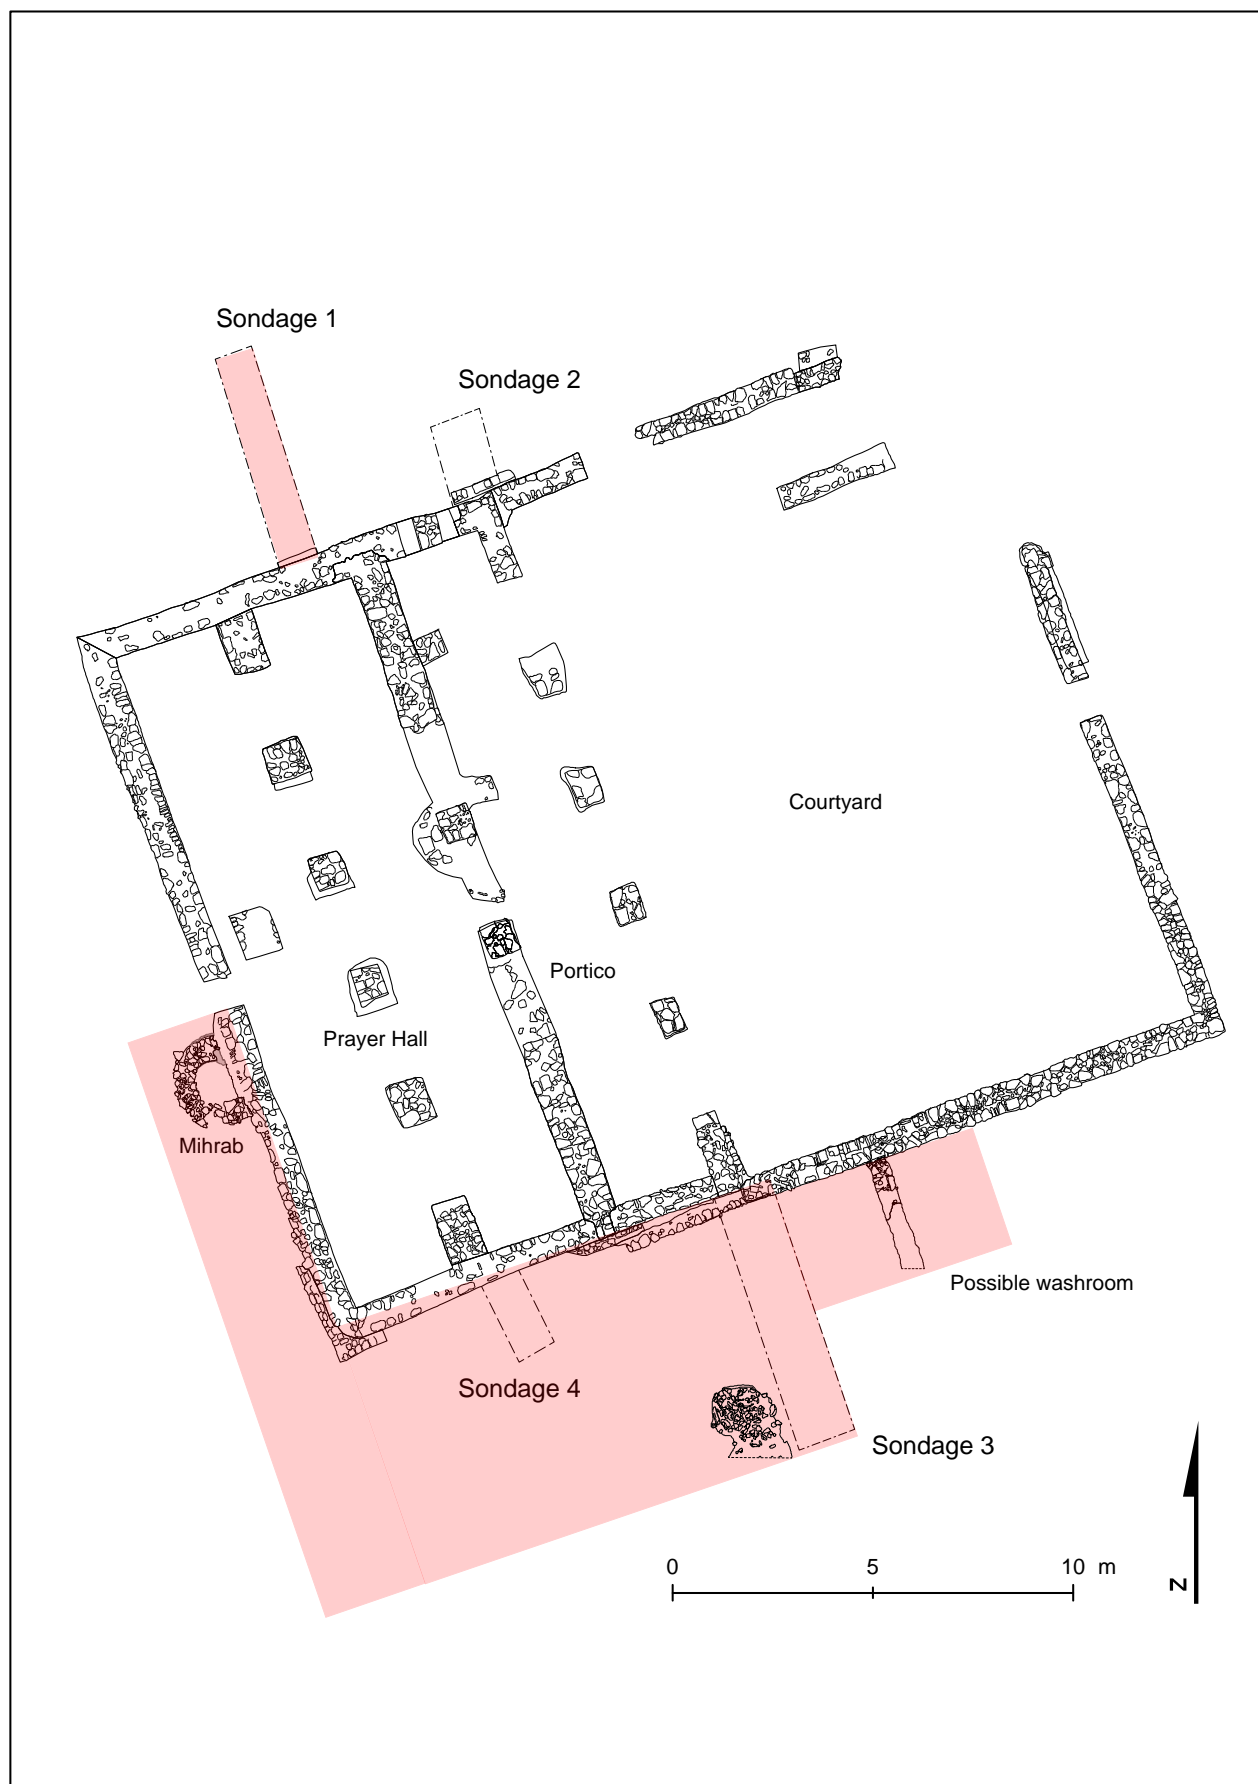 Sondage 1
Sondage 2
Courtyard
Portico
Prayer Hall
Mihrab
Possible washroom
Sondage 4
Sondage 3
0 5 10 m
N